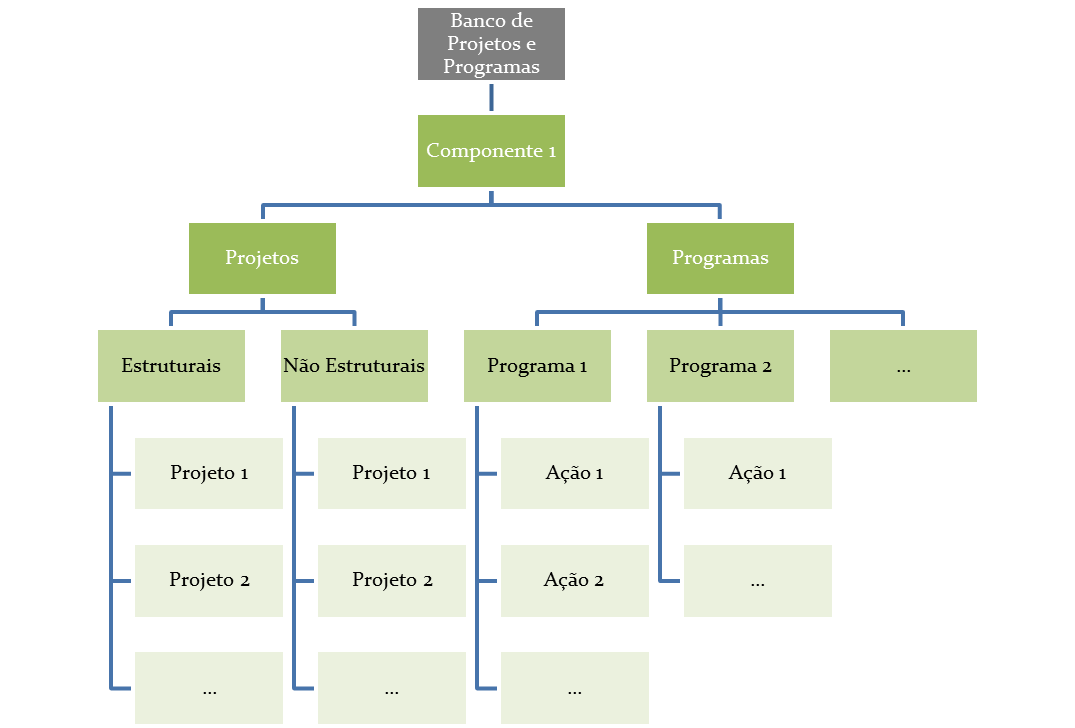 Banco de
Projetos e
Programas
Componente 1
Projetos
Programas
Estruturais
Não Estruturais
Programa 1
Programa 2
...
Projeto 1
Projeto 1
Ação 1
Ação 1
Projeto 2
Projeto 2
Ação 2
...
...
...
...